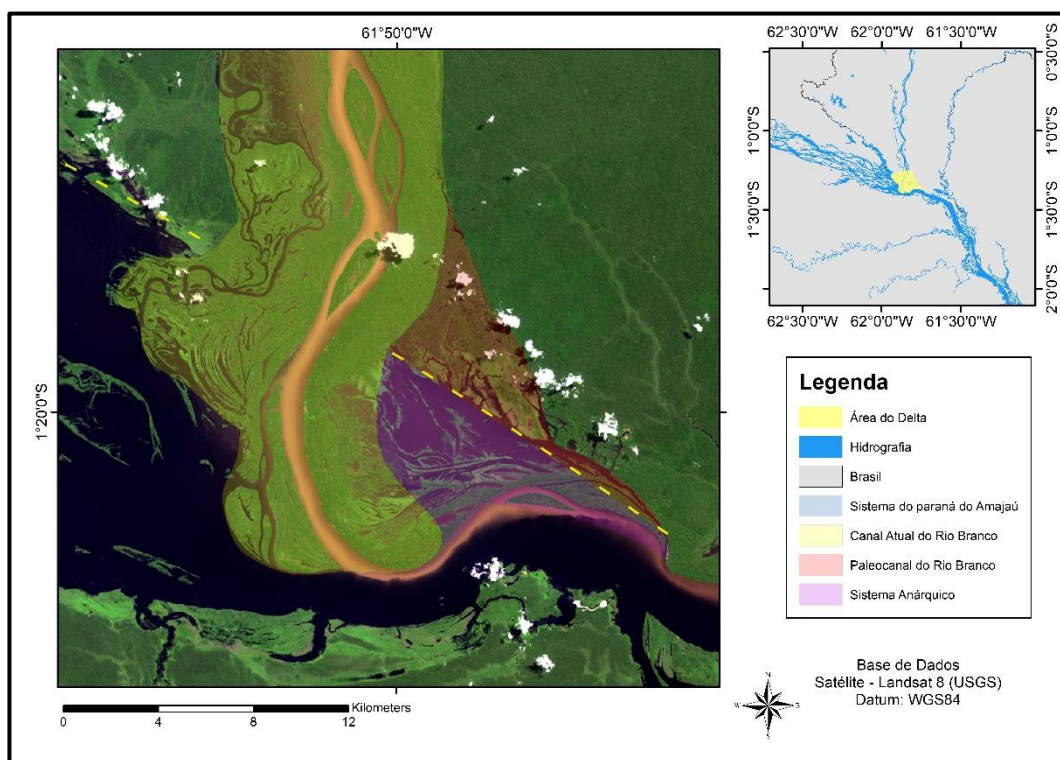 61°50'0"W
1°20'0"S
0 4 8 12 Kilometers
62°30'0"W 62°0'0"W 61°30'0"W
0°30'0"S
1°0'0"S
1°0'0"S
1°30'0"S
1°30'0"S
2°0'0"S
62°30'0"W 62°0'0"W 61°30'0"W
Legenda
Área do Delta
Hidrografia
Brasil
Sistema do paraná do Amajaú
Canal Atual do Rio Branco
Paleocanal do Rio Branco
Sistema Anárquico
N
W E
S
Base de Dados
Satélite - Landsat 8 (USGS)
Datum: WGS84